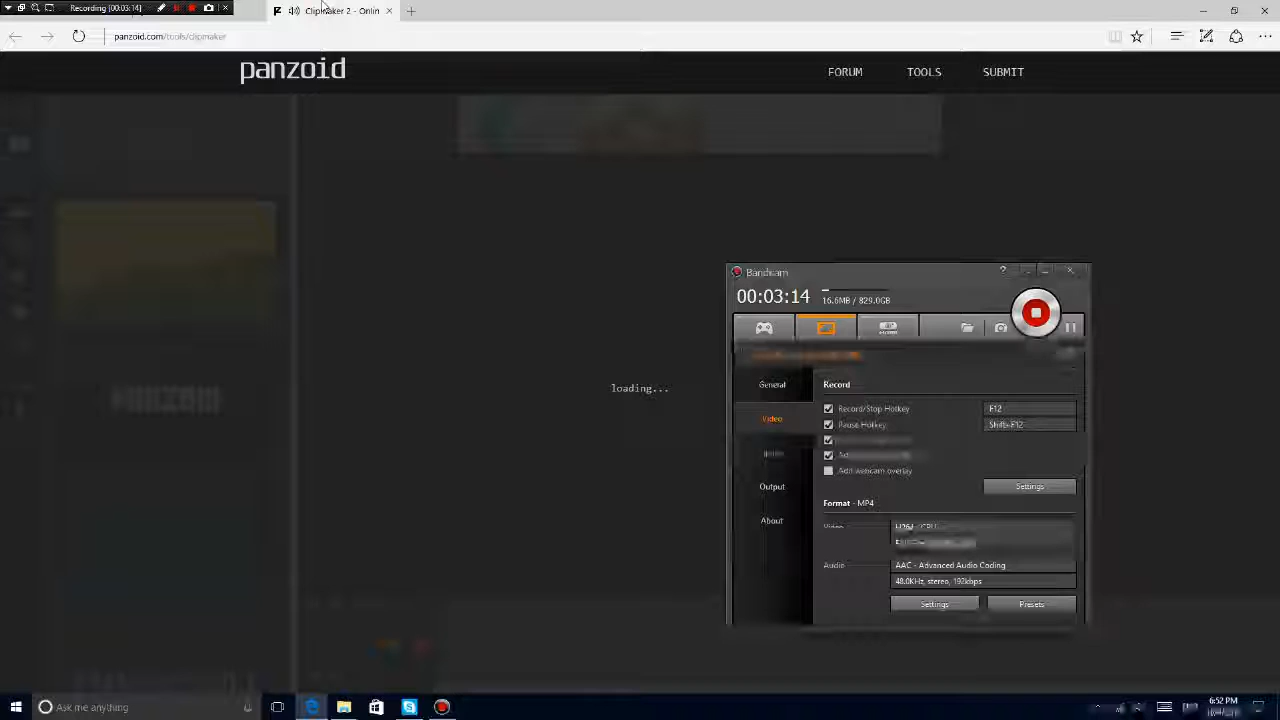 Recording [00:03:14]
Clipmaker 2 - Onlin
panzoid.com/tools/clipmaker
panzoid
FORUM
TOOLS
SUBMIT
Bandicam
00:03:14
16.6MB / 829.0GB
loading...
General
Record
Record/Stop Hotkey
F12
Video
Pause Hotkey
Shift+F12
Add webcam overlay
Output
Settings
Format - MP4
About
Video
Audio
AAC - Advanced Audio Coding
48.0KHz, stereo, 192kbps
Settings
Presets
Ask me anything
6:52 PM